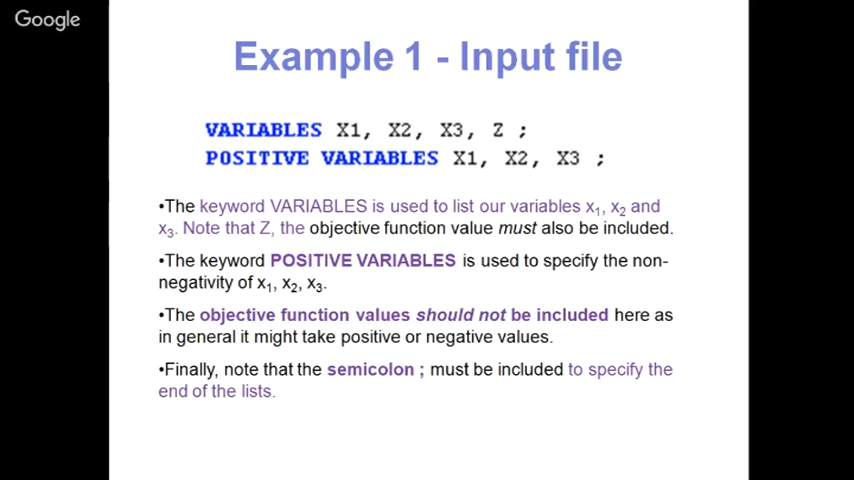 Google
Example 1 - Input file
VARIABLES X1, X2, X3, Z ;
POSITIVE VARIABLES X1, X2, X3 ;
•The keyword VARIABLES is used to list our variables x₁, x₂ and
x₃. Note that Z, the objective function value must also be included.
•The keyword POSITIVE VARIABLES is used to specify the non-
negativity of x₁, x₂, x₃.
•The objective function values should not be included here as
in general it might take positive or negative values.
•Finally, note that the semicolon ; must be included to specify the
end of the lists.